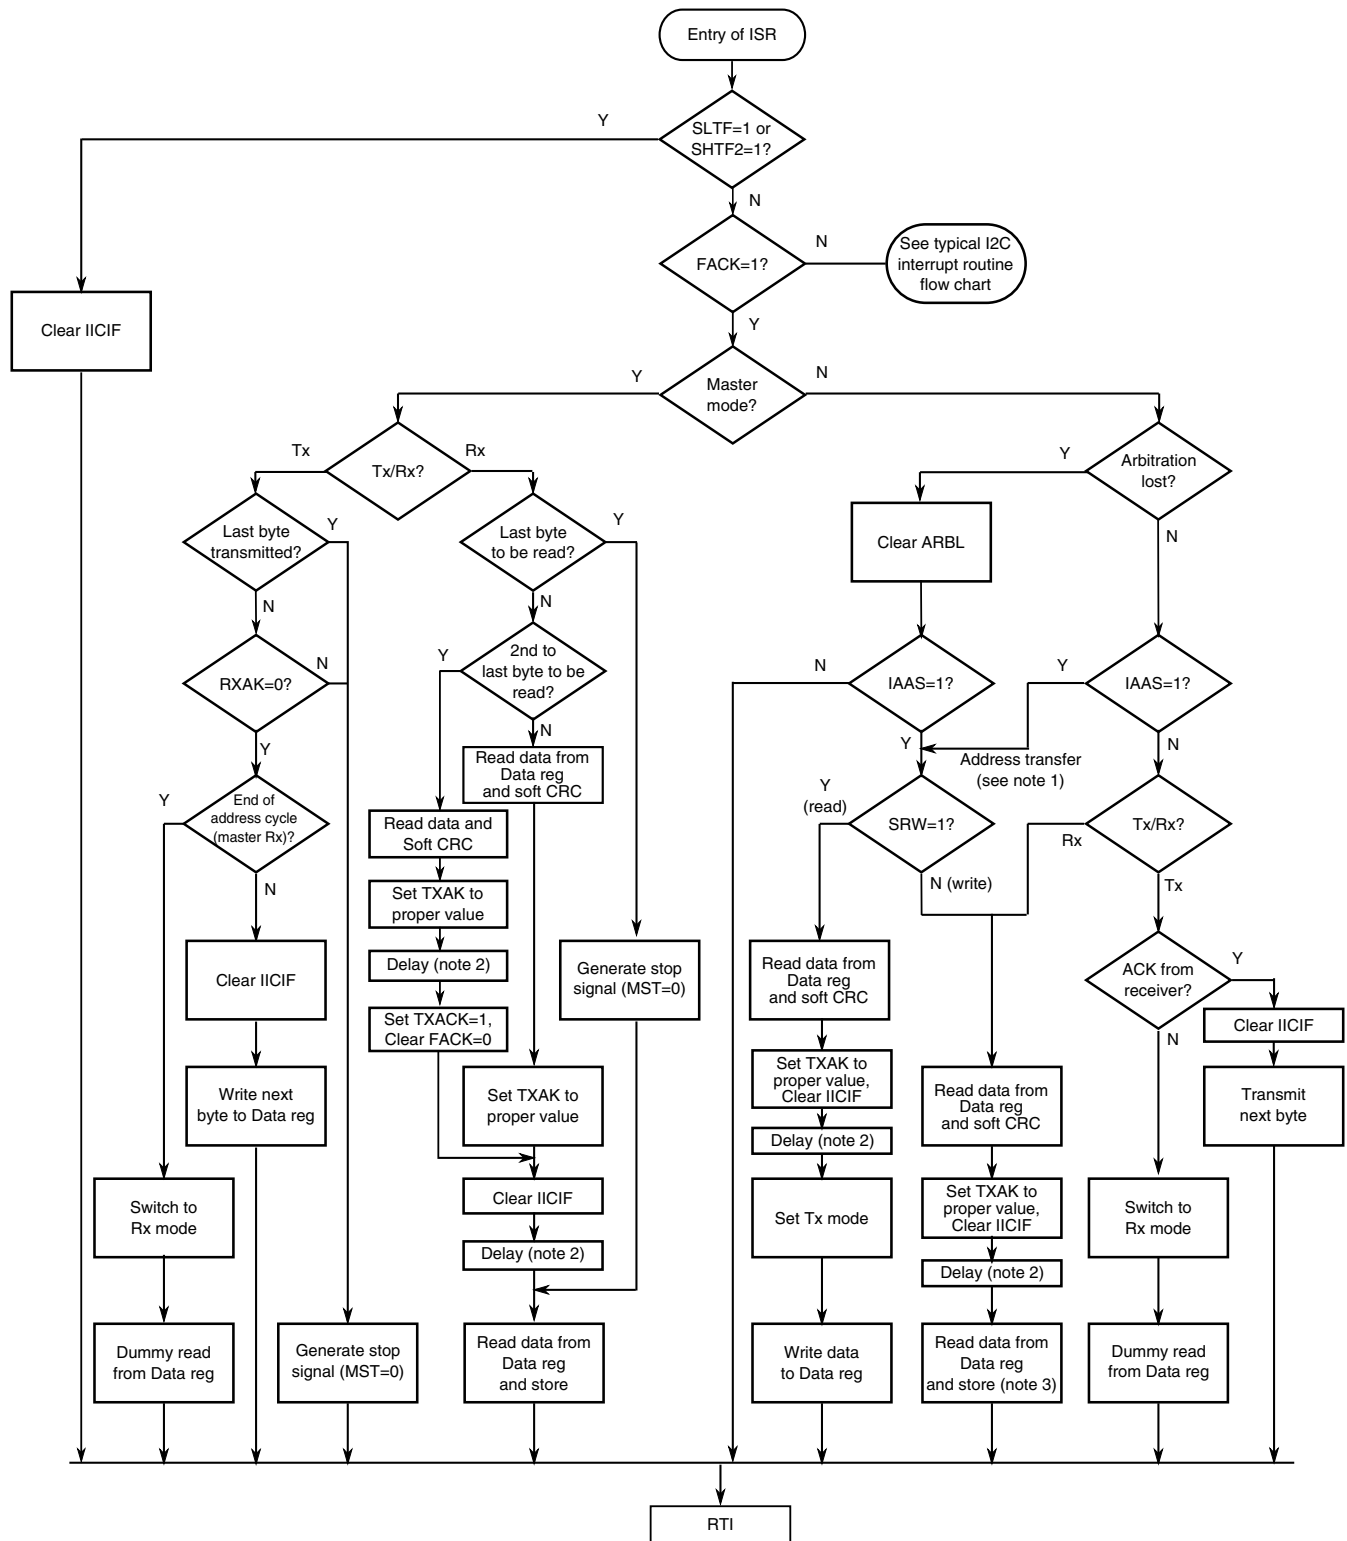 Entry of ISR
Y
SLTF=1 or
SHTF2=1?
N
FACK=1?
N
See typical I2C
interrupt routine
flow chart
Clear IICIF
Y
Y
Master
mode?
N
Tx
Tx/Rx?
Rx
Y
Arbitration
lost?
Last byte
transmitted?
Y
Last byte
to be read?
Y
Clear ARBL
N
N
N
RXAK=0?
N
Y
2nd to
last byte to be
read?
N
IAAS=1?
Y
IAAS=1?
Y
N
Read data from
Data reg
and soft CRC
Y
Address transfer
(see note 1)
N
Y
End of
address cycle
(master Rx)?
Read data and
Soft CRC
Y
(read)
SRW=1?
Rx
Tx/Rx?
N
Set TXAK to
proper value
N (write)
Tx
Clear IICIF
Delay (note 2)
Generate stop
signal (MST=0)
Read data from
Data reg
and soft CRC
ACK from
receiver?
Y
Set TXACK=1,
Clear FACK=0
N
Clear IICIF
Write next
byte to Data reg
Set TXAK to
proper value
Set TXAK to
proper value,
Clear IICIF
Read data from
Data reg
and soft CRC
Transmit
next byte
Delay (note 2)
Switch to
Rx mode
Clear IICIF
Set Tx mode
Set TXAK to
proper value,
Clear IICIF
Switch to
Rx mode
Delay (note 2)
Delay (note 2)
Dummy read
from Data reg
Generate stop
signal (MST=0)
Read data from
Data reg
and store
Write data
to Data reg
Read data from
Data reg
and store (note 3)
Dummy read
from Data reg
RTI